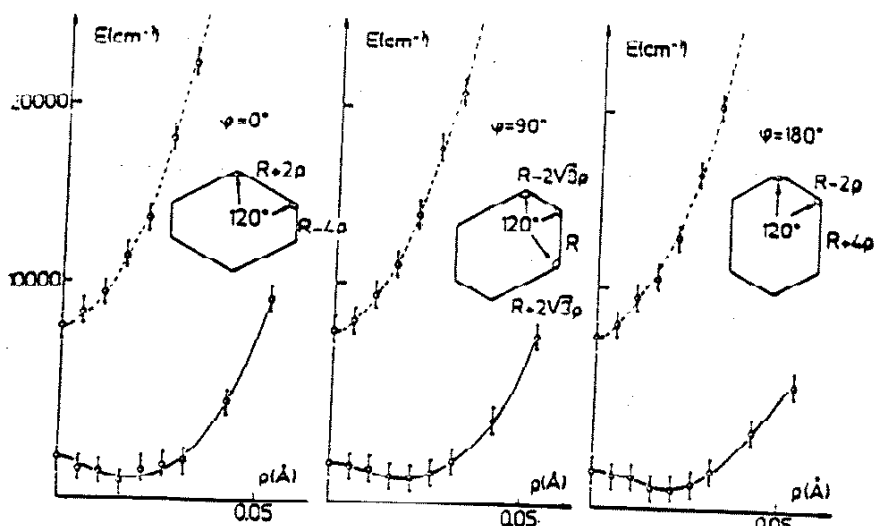 E(cm⁻¹)
20000
10000
φ=0°
R+2ρ
120°
R-4ρ
ρ(Å)
0.05
E(cm⁻¹)
φ=90°
R-2√3ρ
120°
R
R+2√3ρ
ρ(Å)
0.05
E(cm⁻¹)
φ=180°
R-2ρ
120°
R+4ρ
ρ(Å)
0.05